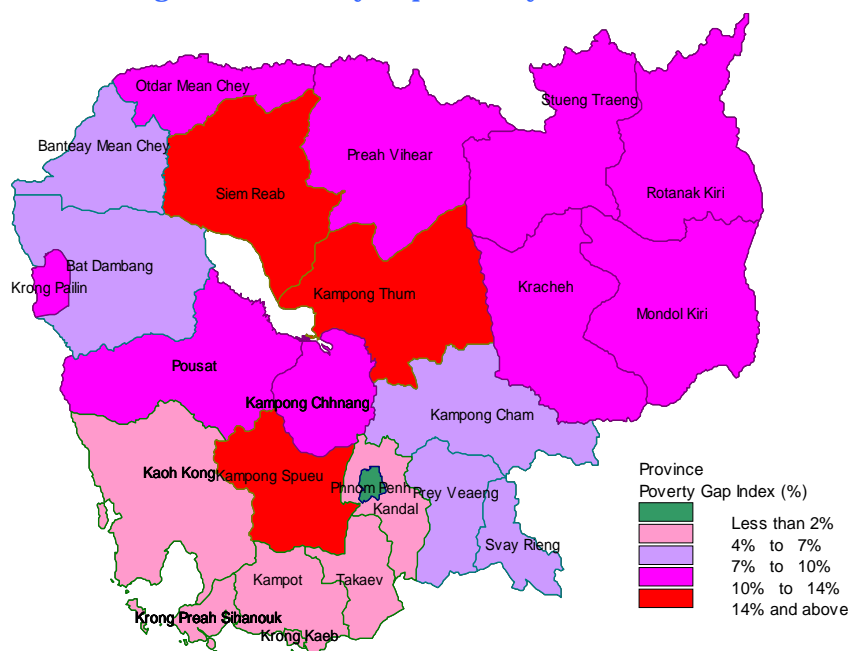 Otdar Mean Chey
Stueng Traeng
Banteay Mean Chey
Preah Vihear
Siem Reab
Rotanak Kiri
Bat Dambang
Krong Pailin
Kampong Thum
Kracheh
Mondol Kiri
Pousat
Kampong Chhnang
Kampong Cham
Kaoh Kong
Kampong Spueu
Phnom Penh
Prey Veaeng
Kandal
Svay Rieng
Kampot
Takaev
Krong Preah Sihanouk
Krong Kaeb
Province
Poverty Gap Index (%)
Less than 2%
4% to 7%
7% to 10%
10% to 14%
14% and above